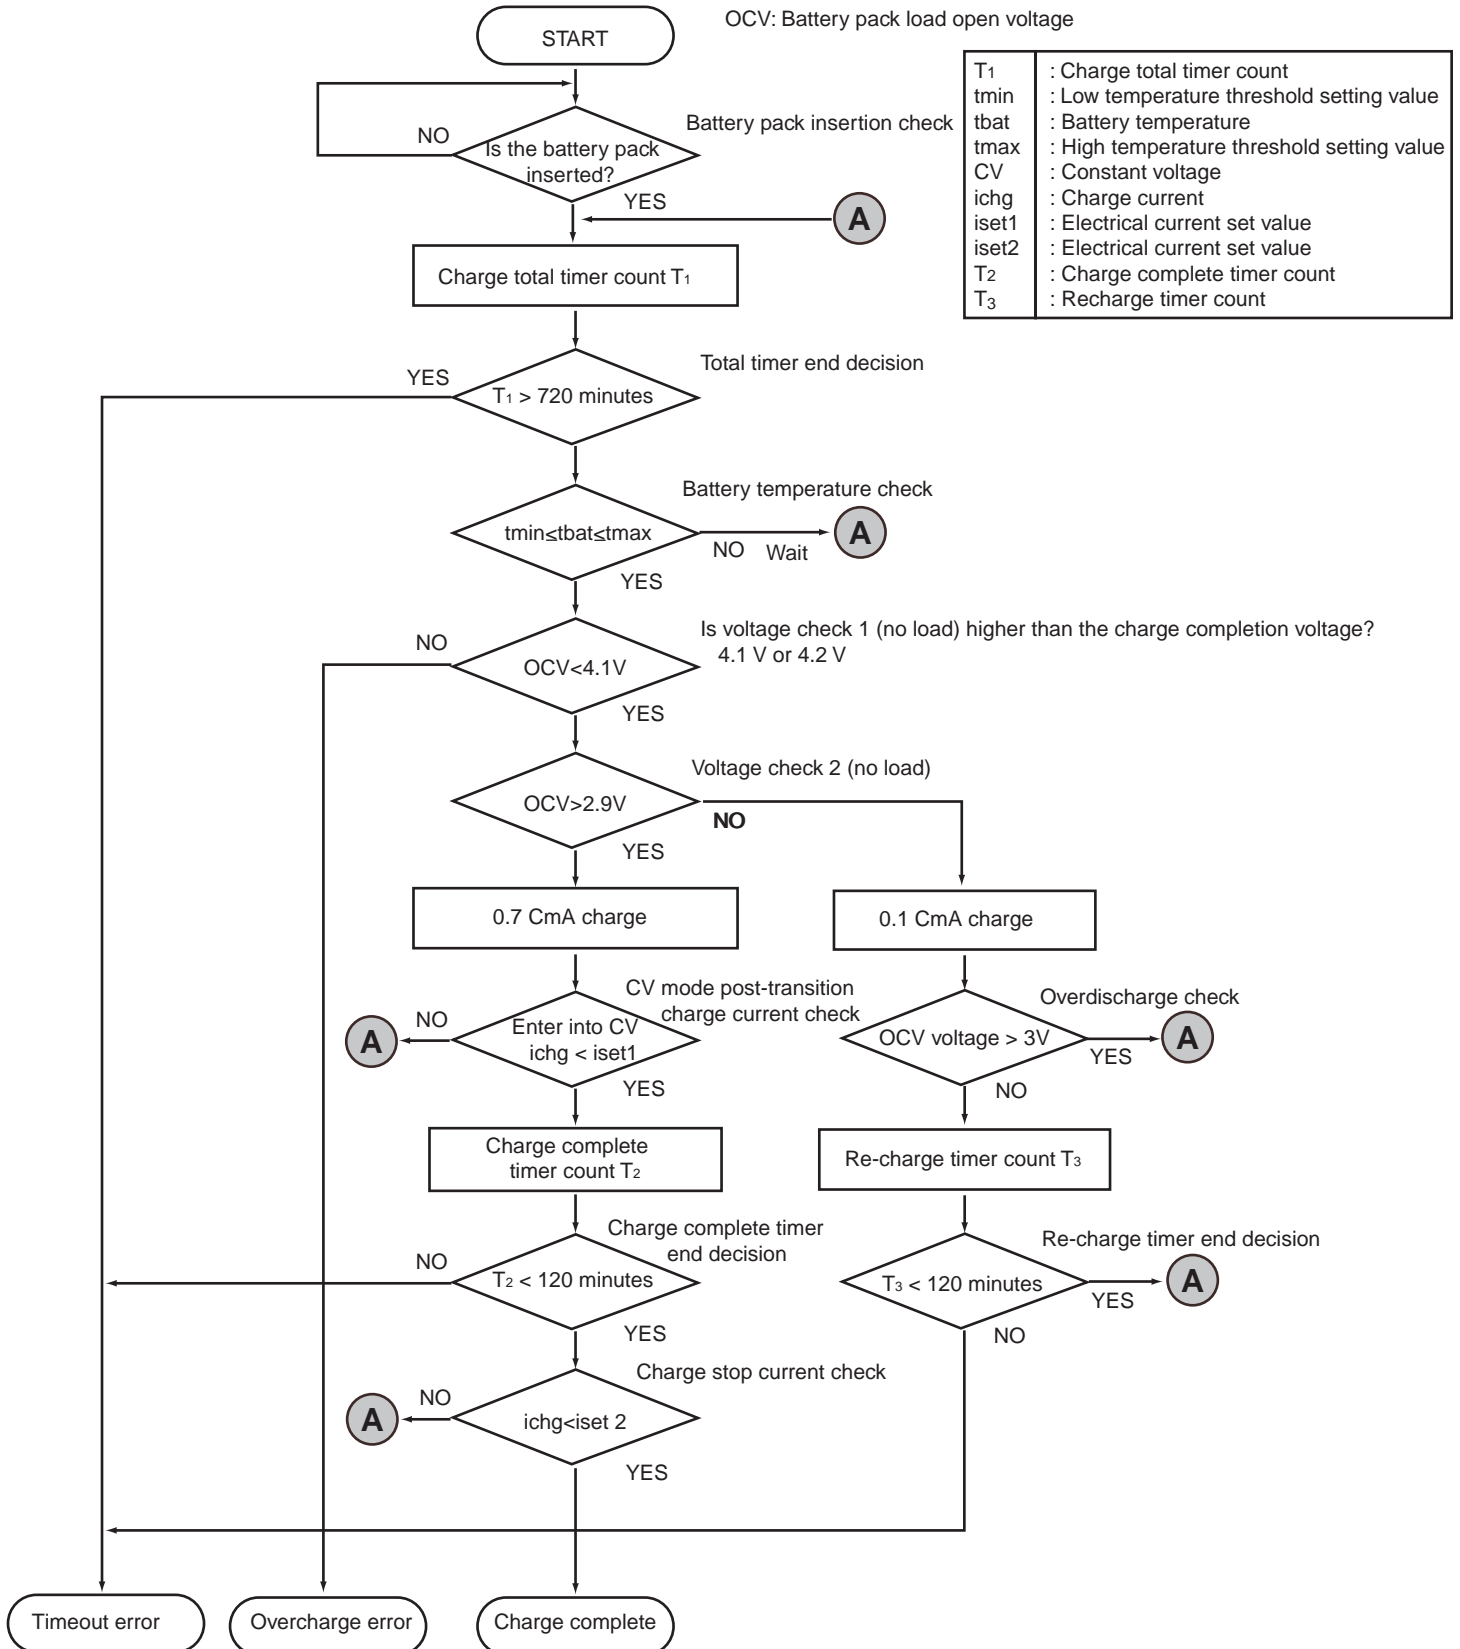 OCV: Battery pack load open voltage
START
T1 : Charge total timer count
tmin : Low temperature threshold setting value
tbat : Battery temperature
tmax : High temperature threshold setting value
CV : Constant voltage
ichg : Charge current
iset1 : Electrical current set value
iset2 : Electrical current set value
T2 : Charge complete timer count
T3 : Recharge timer count
Battery pack insertion check
NO
Is the battery pack
inserted?
YES
A
Charge total timer count T1
Total timer end decision
YES
T1 > 720 minutes
Battery temperature check
tmin≤tbat≤tmax
A
NO Wait
YES
Is voltage check 1 (no load) higher than the charge completion voltage?
4.1 V or 4.2 V
NO
OCV<4.1V
YES
Voltage check 2 (no load)
OCV>2.9V
NO
YES
0.7 CmA charge
0.1 CmA charge
CV mode post-transition
charge current check
NO
A
Enter into CV
ichg < iset1
YES
Overdischarge check
OCV voltage > 3V
A
YES
NO
Charge complete
timer count T2
Re-charge timer count T3
Charge complete timer
end decision
NO
T2 < 120 minutes
YES
Re-charge timer end decision
T3 < 120 minutes
A
YES
NO
Charge stop current check
NO
A
ichg<iset 2
YES
Timeout error
Overcharge error
Charge complete